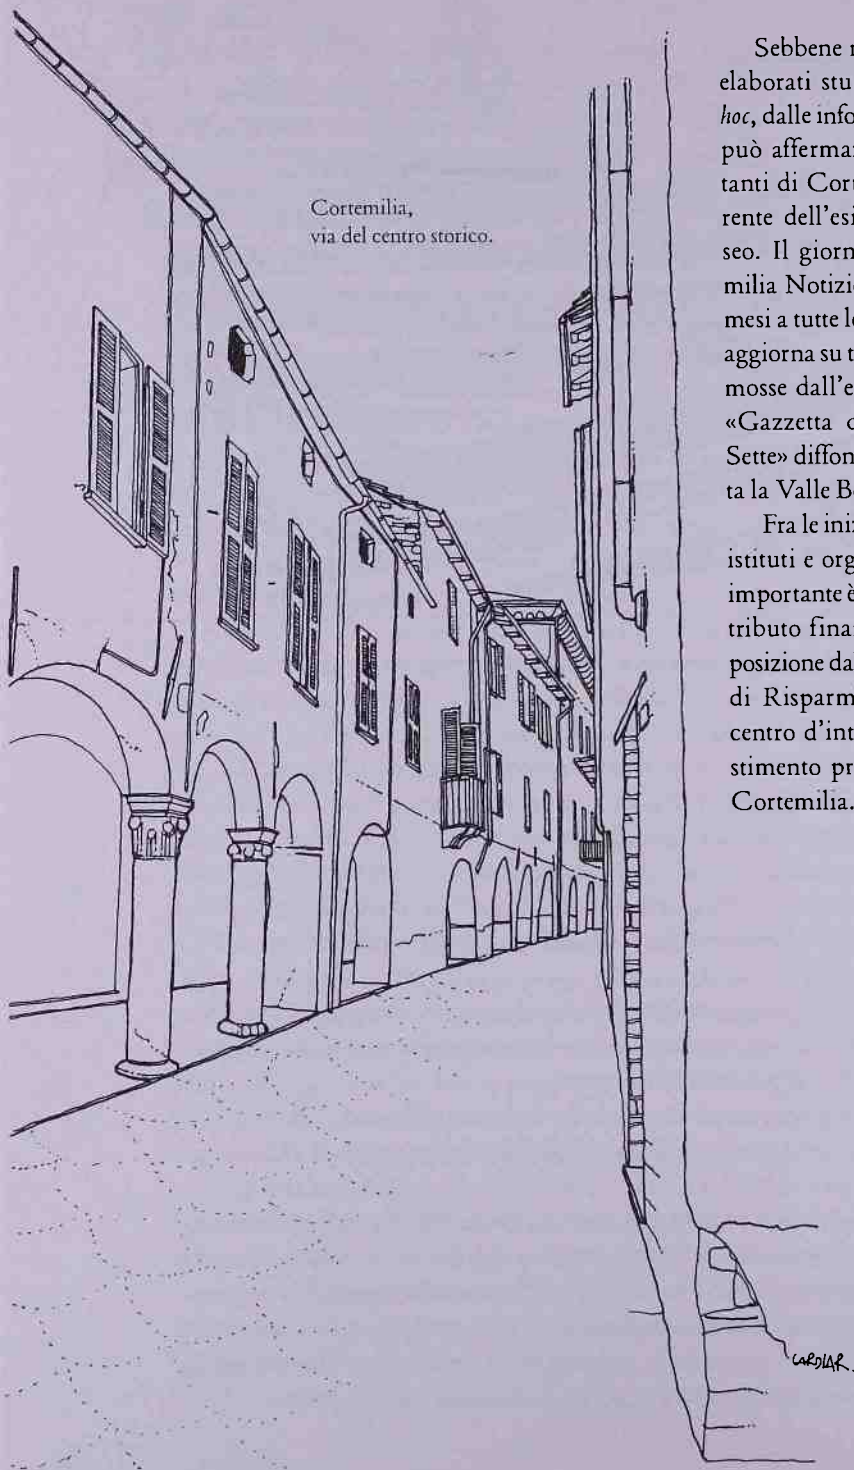 Cortemilia,
via del centro storico.
Sebbene
elaborati stu
hoc, dalle info
può afferma
tanti di Cort
rente dell'esi
seo. Il giorn
milia Notizi
mesi a tutte l
aggiorna su t
mosse dall'e
«Gazzetta
Sette» diffon
ta la Valle B
Fra le ini
istituti e org
importante è
tributo fina
posizione da
di Risparm
centro d'int
stimento pr
Cortemilia.